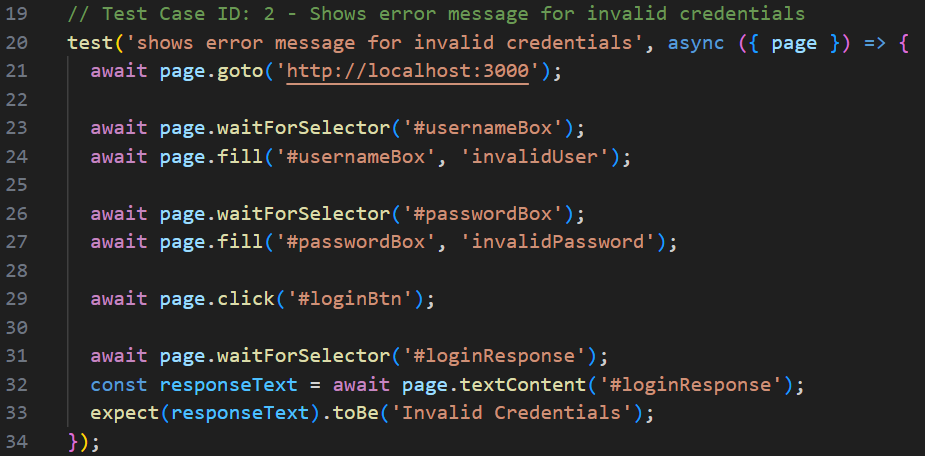 19 // Test Case ID: 2 - Shows error message for invalid credentials
20 test('shows error message for invalid credentials', async ({ page }) => {
21   await page.goto('http://localhost:3000');
22
23   await page.waitForSelector('#usernameBox');
24   await page.fill('#usernameBox', 'invalidUser');
25
26   await page.waitForSelector('#passwordBox');
27   await page.fill('#passwordBox', 'invalidPassword');
28
29   await page.click('#loginBtn');
30
31   await page.waitForSelector('#loginResponse');
32   const responseText = await page.textContent('#loginResponse');
33   expect(responseText).toBe('Invalid Credentials');
34 });